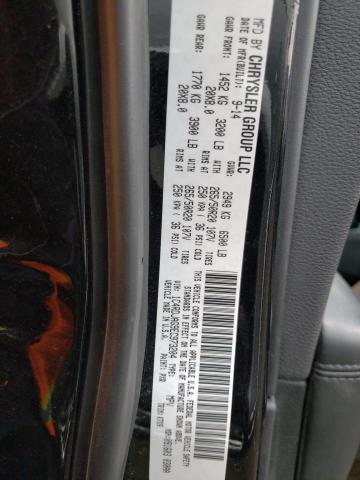 MFD BY CHRYSLER GROUP LLC
DATE OF MFR(BUILT): 9-14
GVWR: 2949 KG 6500 LB
GAWR FRONT: 1452 KG 3200 LB
265/50R20 107V TIRES
20X8.0 RIMS AT 250 KPA ( 36 PSI) COLD
GAWR REAR: 1770 KG 3900 LB
265/50R20 107V TIRES
20X8.0 RIMS AT 250 KPA ( 36 PSI) COLD
THIS VEHICLE CONFORMS TO ALL APPLICABLE U.S.A. FEDERAL MOTOR VEHICLE SAFETY
STANDARDS IN EFFECT ON THE DATE OF MANUFACTURE SHOWN ABOVE.
VIN: TYPE: MPV
VEHICLE MADE IN U.S.A. PAINT: PXR